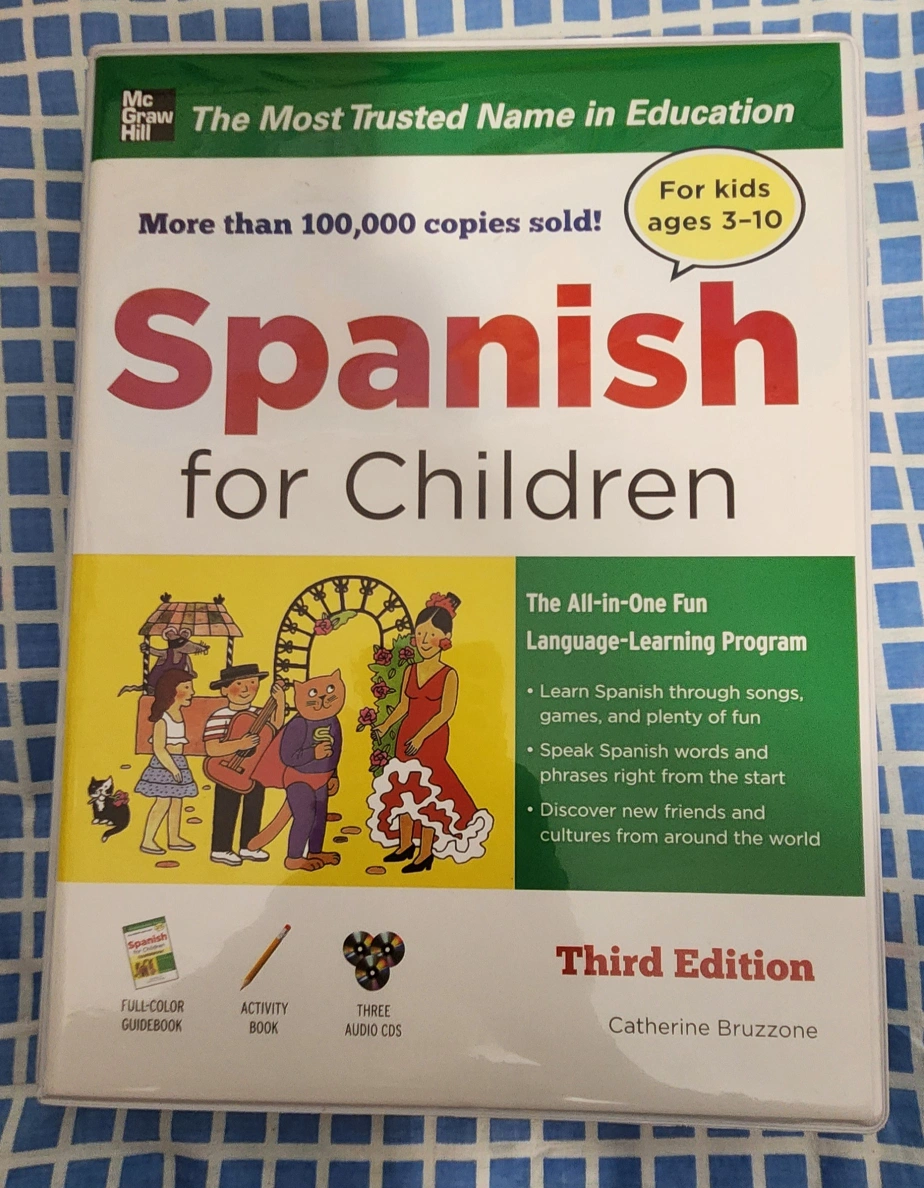 Mc
Graw
Hill
The Most Trusted Name in Education
More than 100,000 copies sold!
For kids
ages 3–10
Spanish
for Children
The All-in-One Fun
Language-Learning Program
• Learn Spanish through songs,
games, and plenty of fun
• Speak Spanish words and
phrases right from the start
• Discover new friends and
cultures from around the world
Spanish
for Children
FULL-COLOR
GUIDEBOOK
ACTIVITY
BOOK
THREE
AUDIO CDS
Third Edition
Catherine Bruzzone